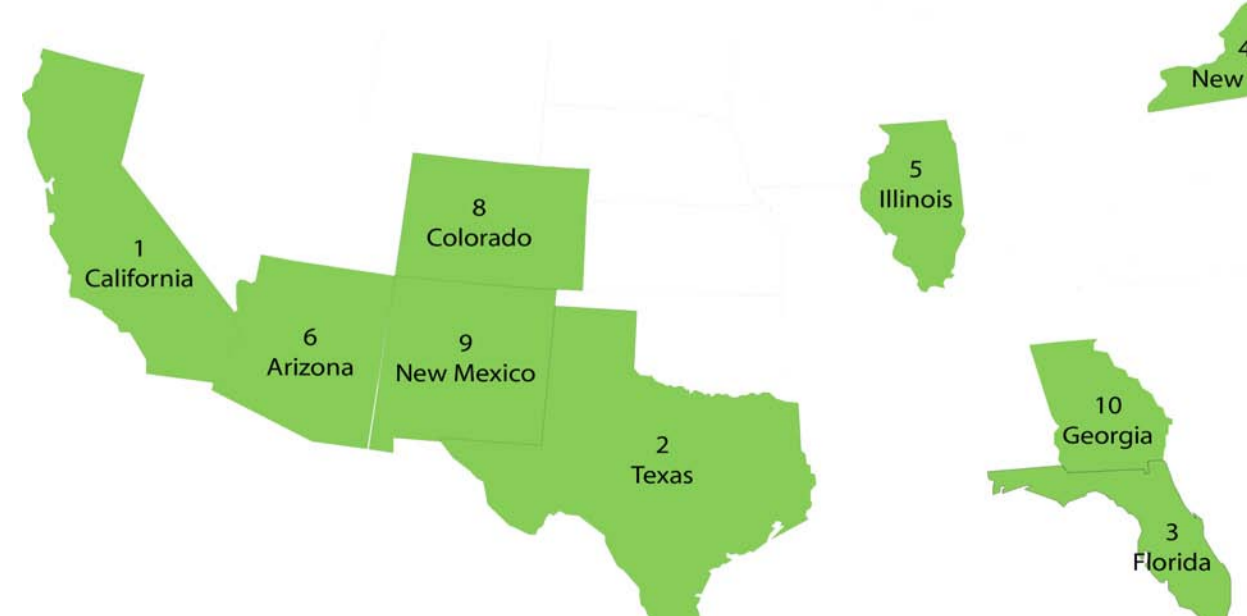 4
New
5
Illinois
8
Colorado
1
California
6
Arizona
9
New Mexico
2
Texas
10
Georgia
3
Florida